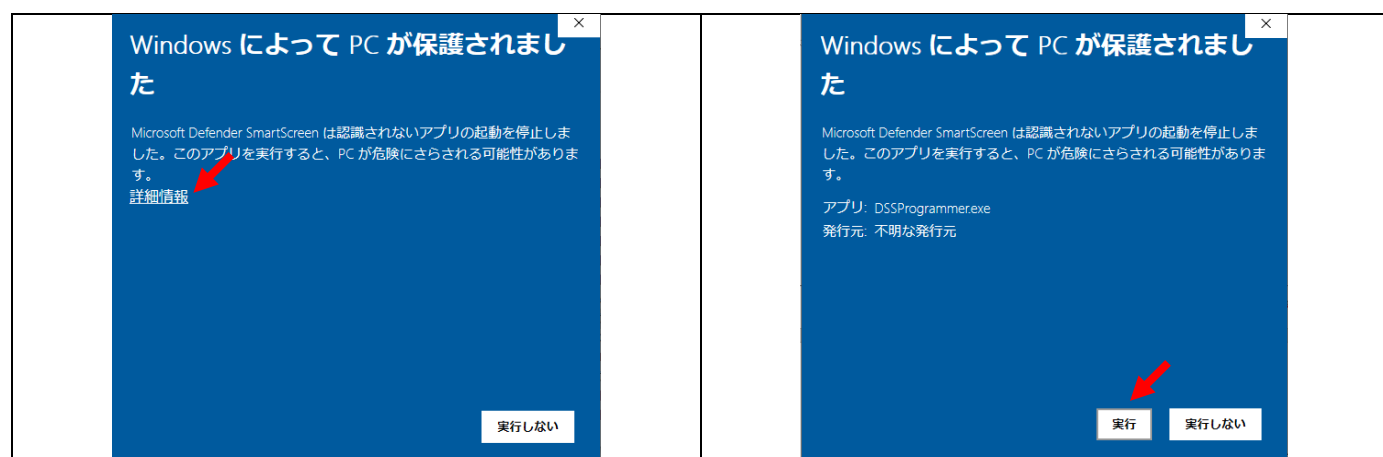 Windows によって PC が保護されまし
た
Microsoft Defender SmartScreen は認識されないアプリの起動を停止しま
した。このアプリを実行すると、PC が危険にさらされる可能性がありま
す。
詳細情報
実行しない
Windows によって PC が保護されまし
た
Microsoft Defender SmartScreen は認識されないアプリの起動を停止しま
した。このアプリを実行すると、PC が危険にさらされる可能性がありま
す。
アプリ: DSSProgrammer.exe
発行元: 不明な発行元
実行 実行しない